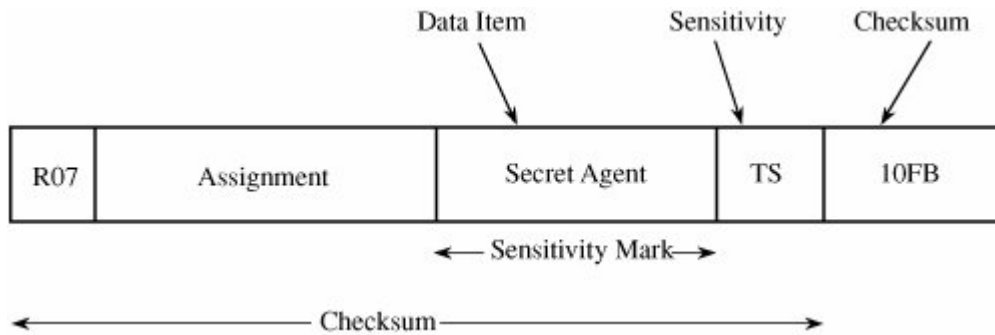 Data Item Sensitivity Checksum
R07 Assignment Secret Agent TS 10FB
Sensitivity Mark
Checksum